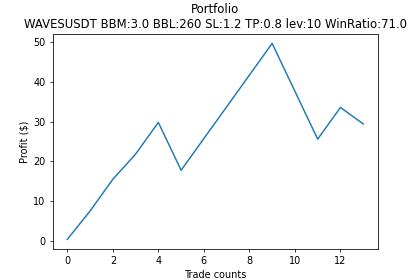 Portfolio
WAVESUSDT BBM:3.0 BBL:260 SL:1.2 TP:0.8 lev:10 WinRatio:71.0
50
40
30
20
10
0
Profit ($)
0 2 4 6 8 10 12
Trade counts